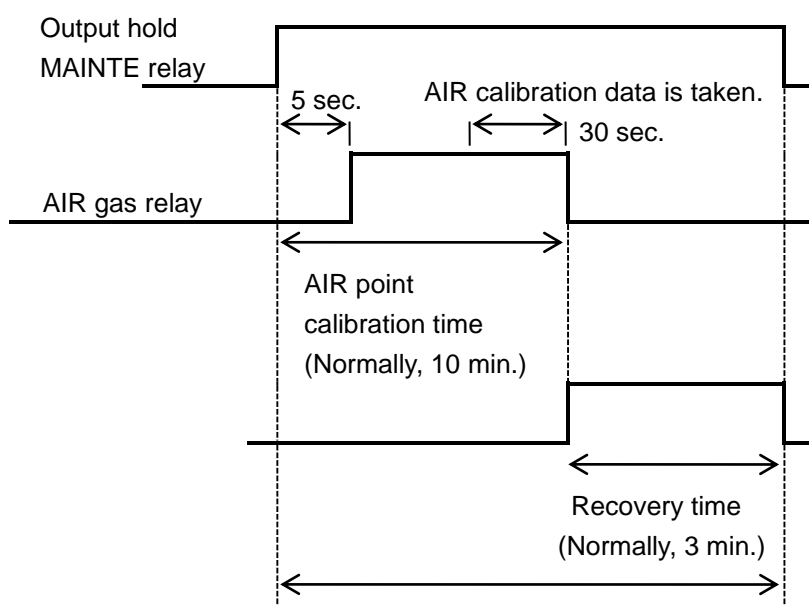 Output hold
MAINTE relay
5 sec.
AIR calibration data is taken.
30 sec.
AIR gas relay
AIR point
calibration time
(Normally, 10 min.)
Recovery time
(Normally, 3 min.)